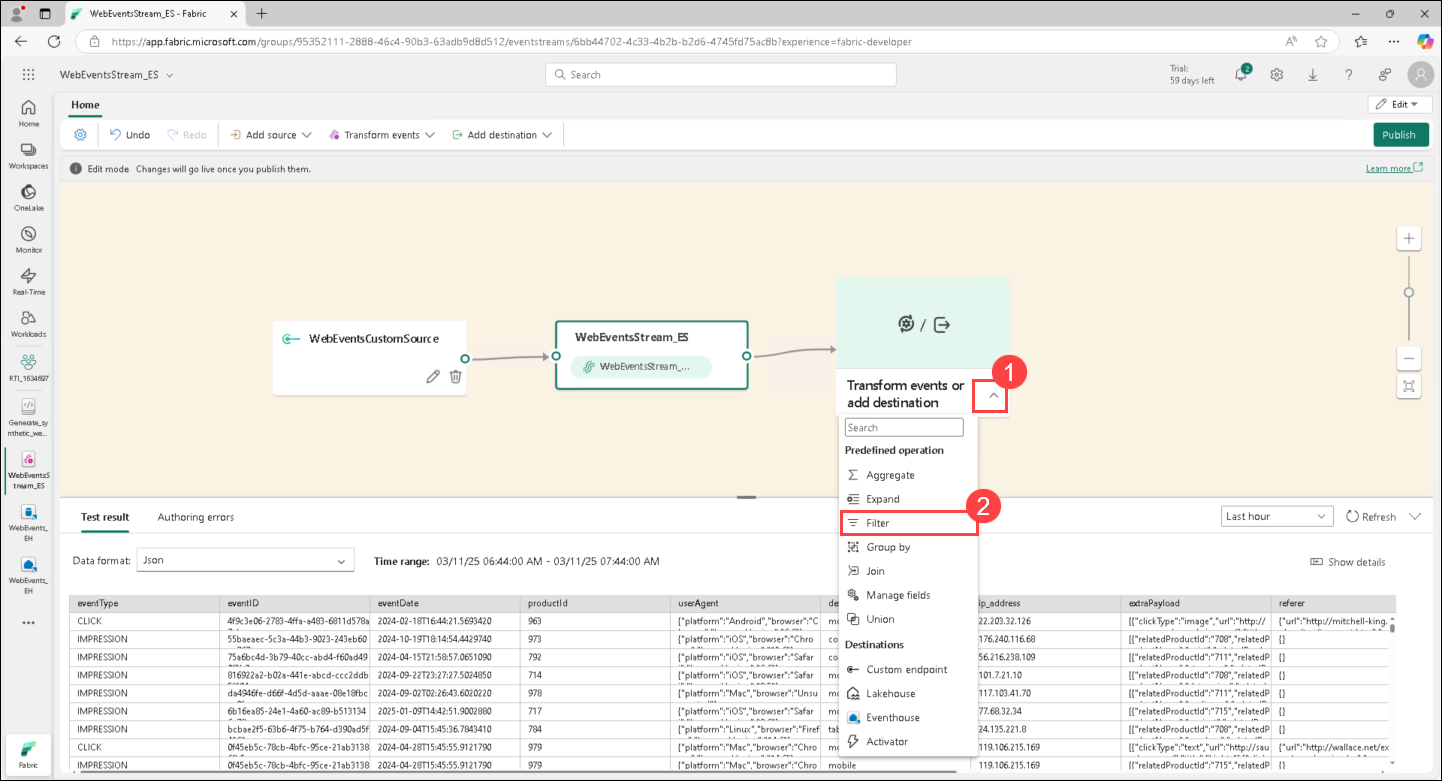 WebEventsStream_ES - Fabric
https://app.fabric.microsoft.com/groups/95352111-2888-46c4-90b3-63adb9d8d512/eventstreams/6bb44702-4c33-4b2b-b2d6-4745fd75ac8b?experience=fabric-developer
WebEventsStream_ES
Search
Trial:
59 days left
2
Home
Edit
Undo
Redo
Add source
Transform events
Add destination
Publish
Edit mode Changes will go live once you publish them.
Learn more
Home
Workspaces
OneLake
Monitor
Real-Time
Workloads
RTI_1634697
Generate_sy
nthetic_we...
WebEventsS
tream_ES
WebEvents_
EH
WebEvents_
EH
Fabric
WebEventsCustomSource
WebEventsStream_ES
WebEventsStream_...
/
Transform events or
add destination
1
Search
Predefined operation
Aggregate
Expand
Filter
2
Group by
Join
Manage fields
Union
Destinations
Custom endpoint
Lakehouse
Eventhouse
Activator
Test result
Authoring errors
Last hour
Refresh
Data format:
Json
Time range: 03/11/25 06:44:00 AM - 03/11/25 07:44:00 AM
Show details
eventType eventID eventDate productId userAgent de ip_address extraPayload referer
CLICK 4f9c3e06-2783-4ffa-a483-6811d578a 2024-02-18T16:44:21.5693420 963 {"platform":"Android","browser":"C mo 22.203.32.126 [{"clickType":"image","url":"http:// {"url":"http://mitchell-king.
IMPRESSION 55baeaec-5c3a-44b3-9023-243eb60 2024-10-19T18:14:54.4429740 973 {"platform":"iOS","browser":"Chro co 176.240.116.68 [{"relatedProductId":"708","relatedP {}
IMPRESSION 75a6bc4d-3b79-40cc-abd4-f60ad49 2024-04-15T21:58:57.0651090 792 {"platform":"iOS","browser":"Safar co 56.216.238.109 [{"relatedProductId":"711","relatedP {}
IMPRESSION 816922a2-b02a-441e-abcd-ccc2ddb 2024-09-22T23:27:27.5024850 714 {"platform":"iOS","browser":"Safar mo 101.7.21.10 [{"relatedProductId":"708","relatedP {}
IMPRESSION da4946fe-d66f-4d5d-aaae-08e18fbc 2024-09-02T02:26:43.6020220 978 {"platform":"Mac","browser":"Unsu mo 117.103.41.70 [{"relatedProductId":"711","relatedP {}
IMPRESSION 6b16ea85-24e1-4a60-ac89-b513134 2025-01-09T14:42:51.9002880 717 {"platform":"iOS","browser":"Safar mo 77.68.32.34 [{"relatedProductId":"715","relatedP {}
IMPRESSION bcbae2f5-63b6-4f75-b764-d390ad5f 2024-09-04T15:45:36.7843410 784 {"platform":"Linux","browser":"Firef tab 24.135.221.8 [{"relatedProductId":"708","relatedP {}
CLICK 0f45eb5c-78cb-4bfc-95ce-21ab3138 2024-04-28T15:45:55.9121790 979 {"platform":"Mac","browser":"Chro mo 119.106.215.169 [{"clickType":"text","url":"http://sau {"url":"http://wallace.net/ex
IMPRESSION 0f45eb5c-78cb-4bfc-95ce-21ab3138 2024-04-28T15:45:55.9121790 979 {"platform":"Mac","browser":"Chro mobile 119.106.215.169 [{"relatedProductId":"715","relatedP {}